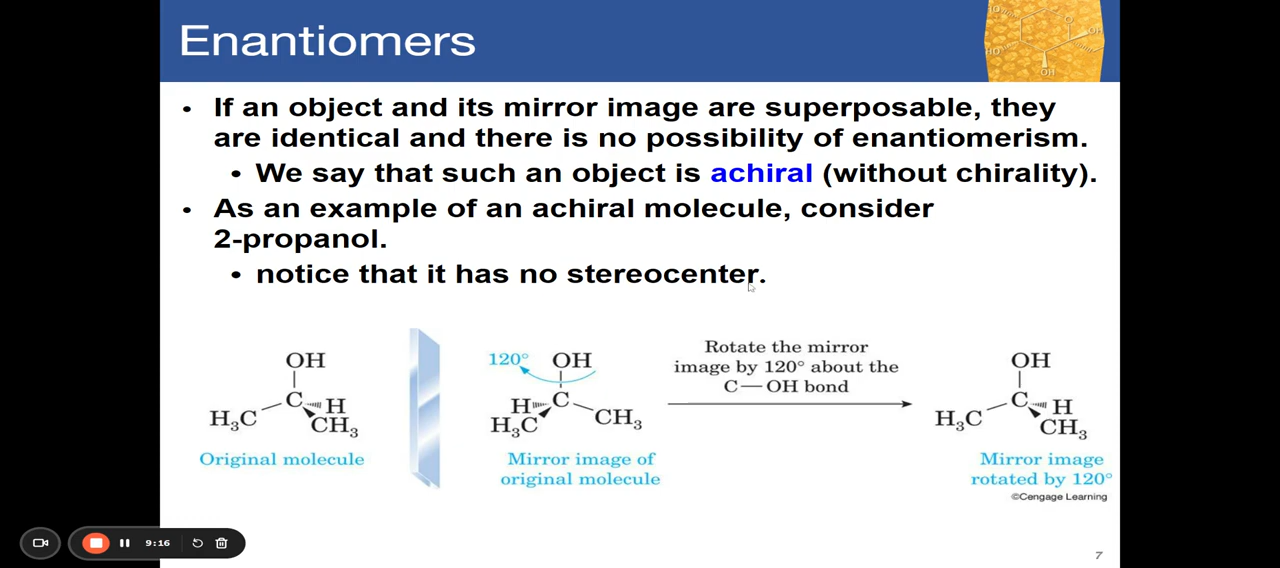 Enantiomers
HO
O
OH
HO
OH
• If an object and its mirror image are superposable, they
are identical and there is no possibility of enantiomerism.
• We say that such an object is achiral (without chirality).
• As an example of an achiral molecule, consider
2-propanol.
• notice that it has no stereocenter.
OH
C
H
H₃C
CH₃
Original molecule
120°
OH
H
C
H₃C
CH₃
Mirror image of
original molecule
Rotate the mirror
image by 120° about the
C—OH bond
OH
C
H
H₃C
CH₃
Mirror image
rotated by 120°
©Cengage Learning
9:16
7